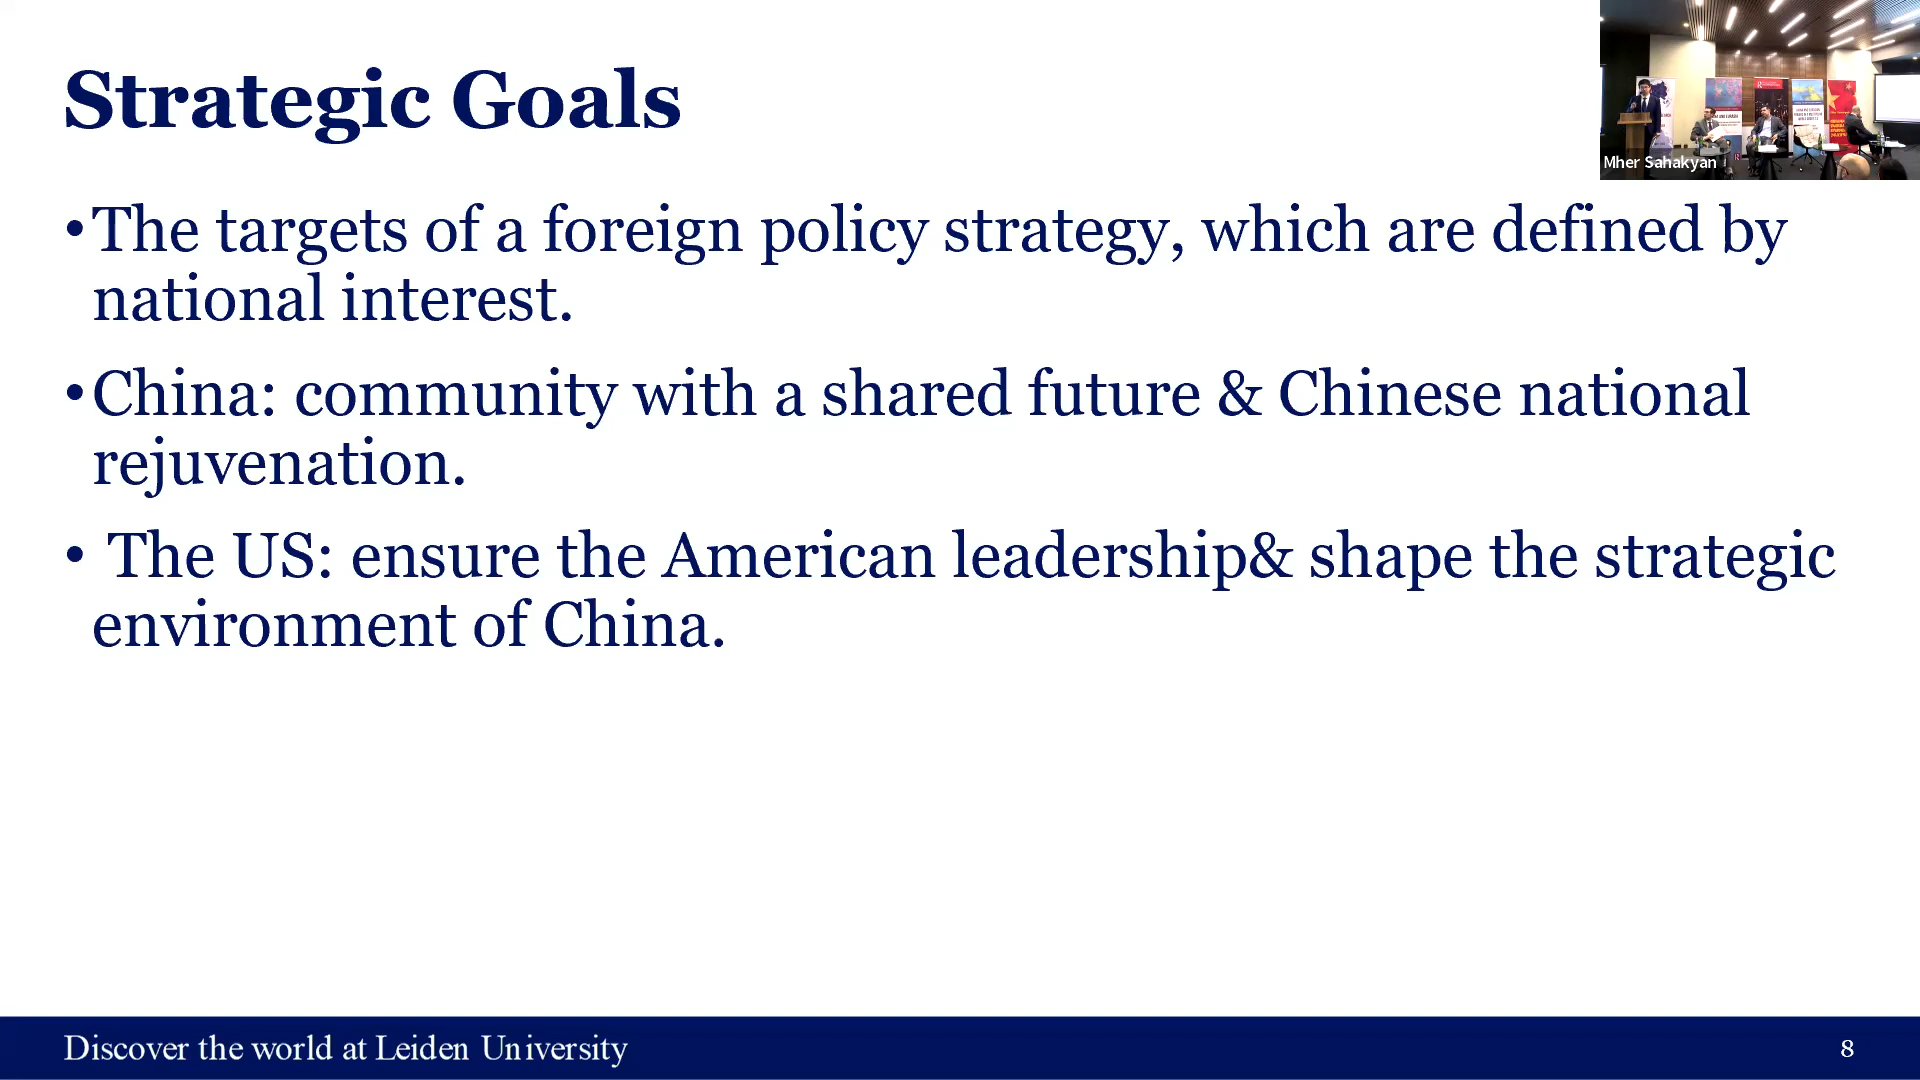 Strategic Goals
•The targets of a foreign policy strategy, which are defined by
national interest.
•China: community with a shared future & Chinese national
rejuvenation.
• The US: ensure the American leadership& shape the strategic
environment of China.
Mher Sahakyan
Discover the world at Leiden University
8